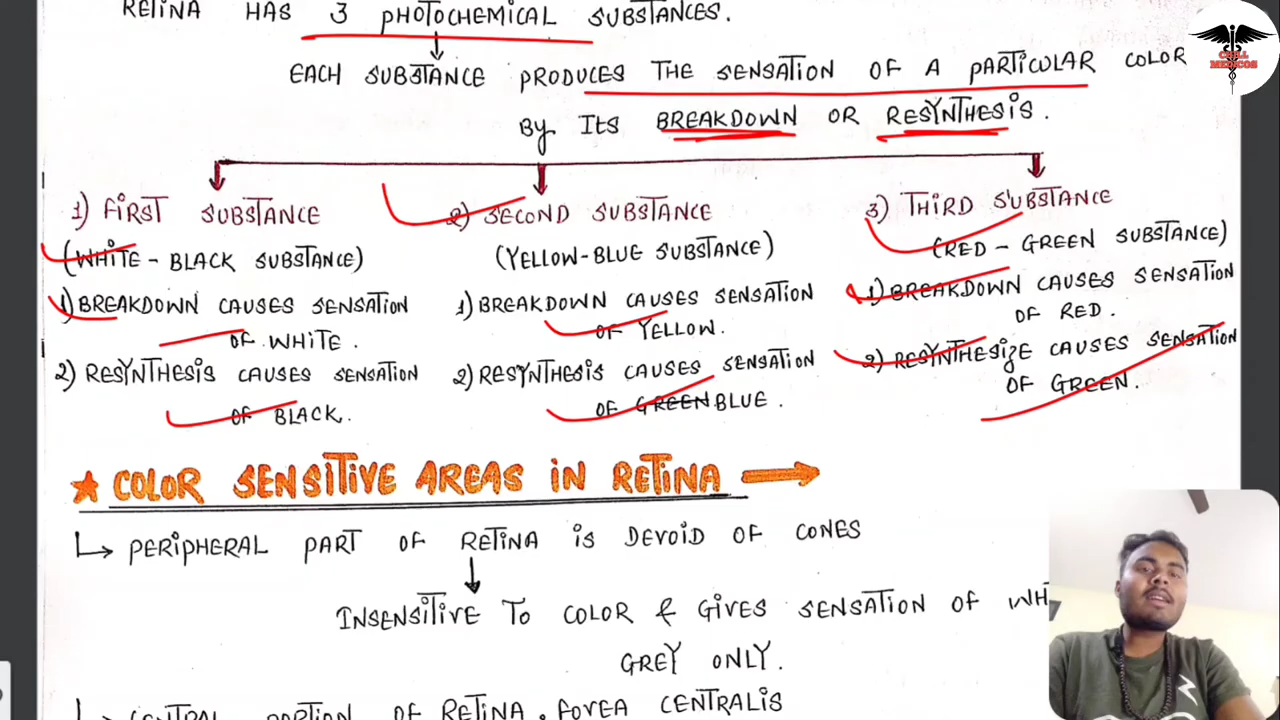 RETINA HAS 3 PHOTOCHEMICAL SUBSTANCES.
EACH SUBSTANCE PRODUCES THE SENSATION OF A PARTICULAR COLOR
BY ITS BREAKDOWN OR RESYNTHESIS.
1) FIRST SUBSTANCE
(WHITE - BLACK SUBSTANCE)
1) BREAKDOWN CAUSES SENSATION
OF WHITE.
2) RESYNTHESIS CAUSES SENSATION
OF BLACK.
2) SECOND SUBSTANCE
(YELLOW-BLUE SUBSTANCE)
1) BREAKDOWN CAUSES SENSATION
OF YELLOW.
2) RESYNTHESIS CAUSES SENSATION
OF GREEN BLUE.
3) THIRD SUBSTANCE
(RED - GREEN SUBSTANCE)
1) BREAKDOWN CAUSES SENSATION
OF RED.
2) RESYNTHESIZE CAUSES SENSATION
OF GREEN.
★ COLOR SENSITIVE AREAS IN RETINA →
↳ PERIPHERAL PART OF RETINA IS DEVOID OF CONES
INSENSITIVE TO COLOR & GIVES SENSATION OF
GREY ONLY.
↳ CENTRAL PORTION OF RETINA, FOVEA CENTRALIS
CHILL
MEDICOS